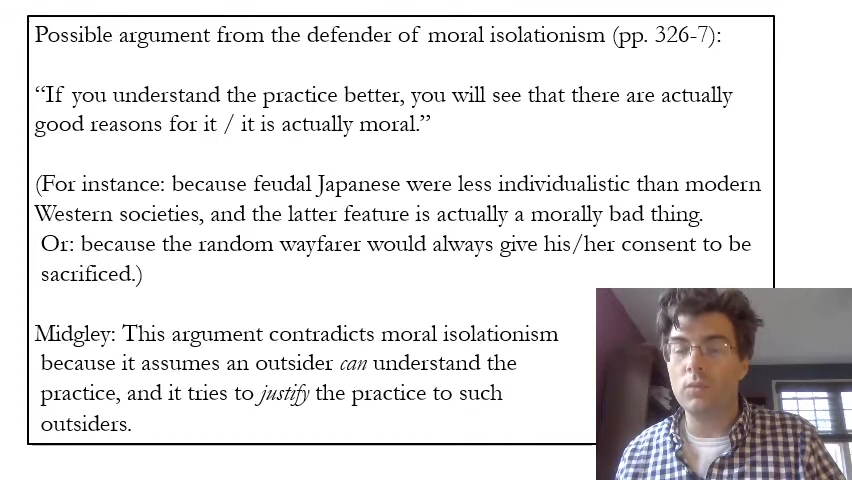 Possible argument from the defender of moral isolationism (pp. 326-7):
“If you understand the practice better, you will see that there are actually
good reasons for it / it is actually moral.”
(For instance: because feudal Japanese were less individualistic than modern
Western societies, and the latter feature is actually a morally bad thing.
Or: because the random wayfarer would always give his/her consent to be
sacrificed.)
Midgley: This argument contradicts moral isolationism
because it assumes an outsider can understand the
practice, and it tries to justify the practice to such
outsiders.